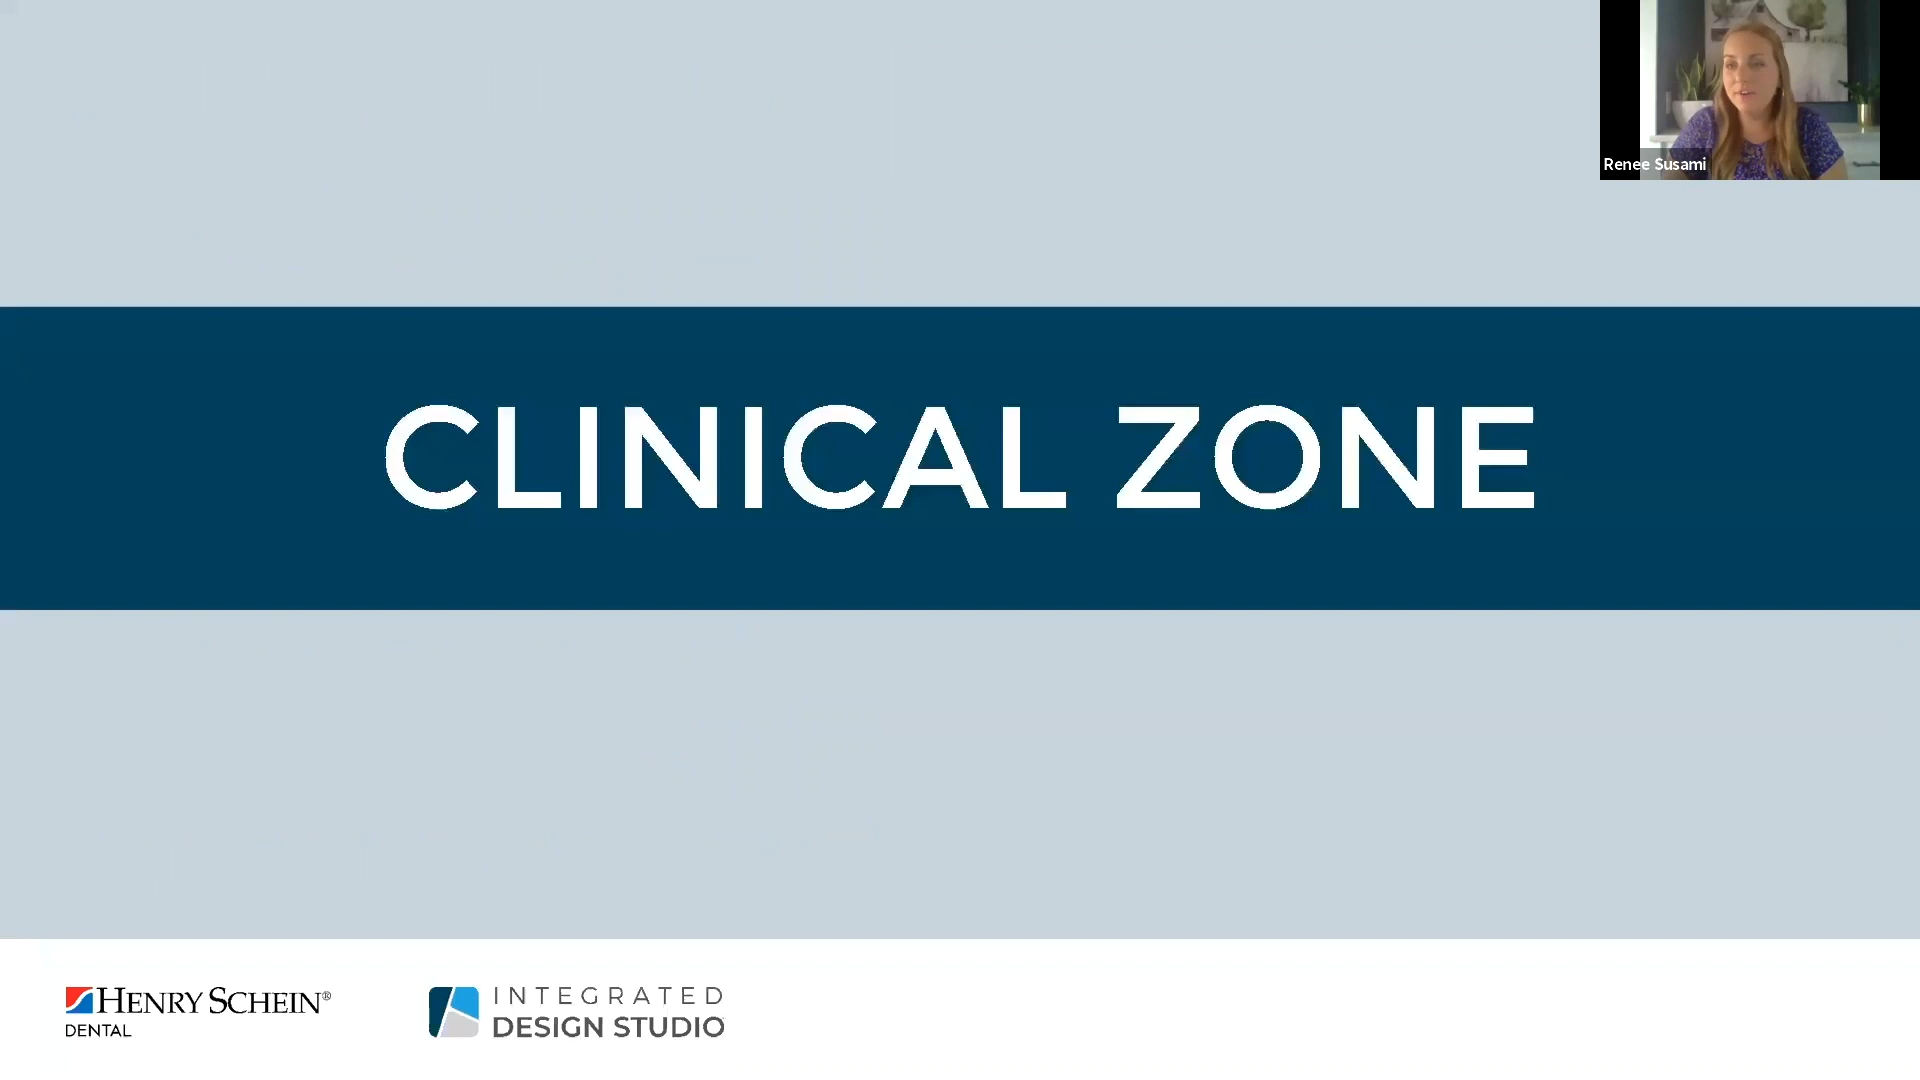 Renee Susami
CLINICAL ZONE
HENRY SCHEIN®
DENTAL
INTEGRATED
DESIGN STUDIO